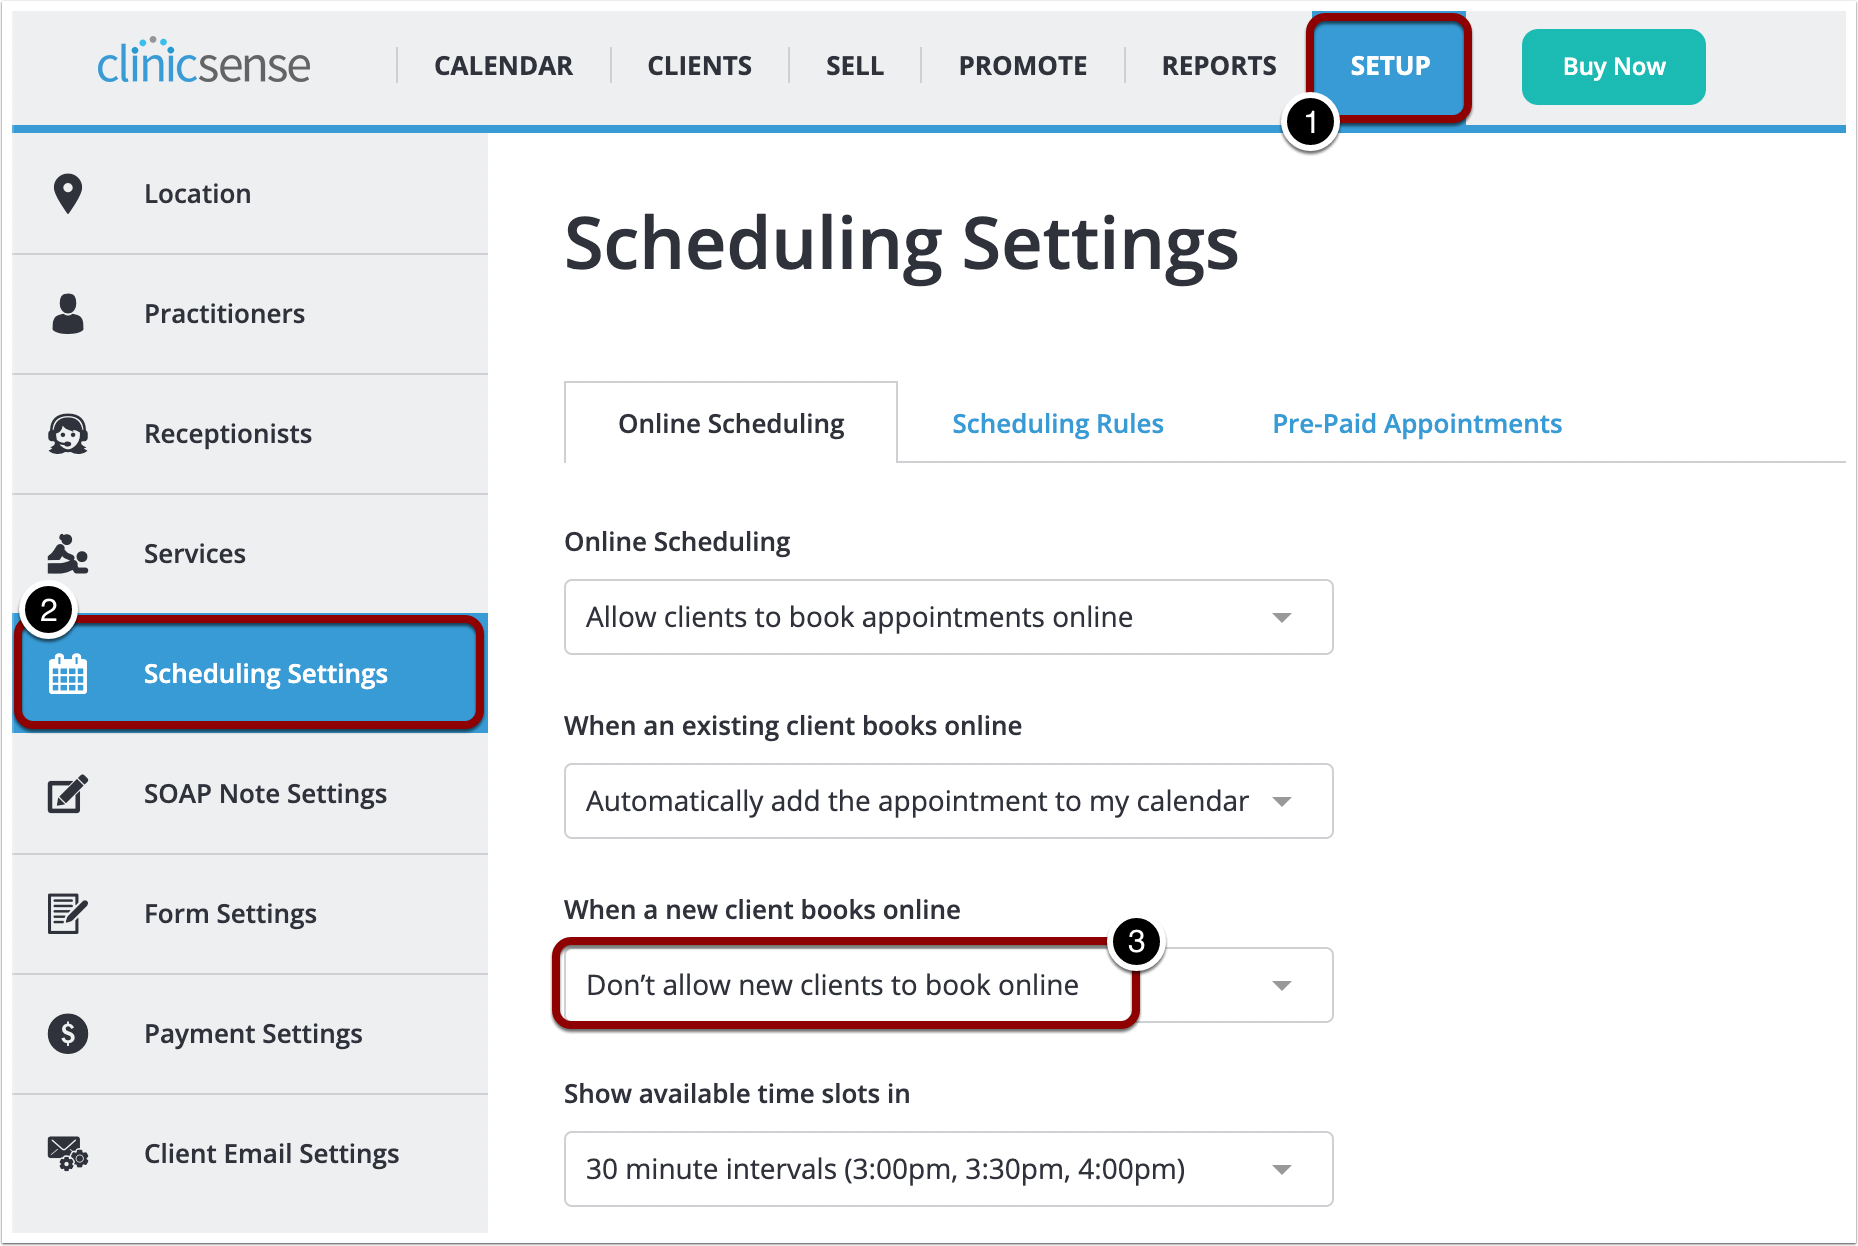 clinicsense
CALENDAR
CLIENTS
SELL
PROMOTE
REPORTS
SETUP
Buy Now
1
Location
Practitioners
Receptionists
Services
2
Scheduling Settings
SOAP Note Settings
Form Settings
$
Payment Settings
Client Email Settings
Scheduling Settings
Online Scheduling
Scheduling Rules
Pre-Paid Appointments
Online Scheduling
Allow clients to book appointments online
When an existing client books online
Automatically add the appointment to my calendar
When a new client books online
3
Don’t allow new clients to book online
Show available time slots in
30 minute intervals (3:00pm, 3:30pm, 4:00pm)